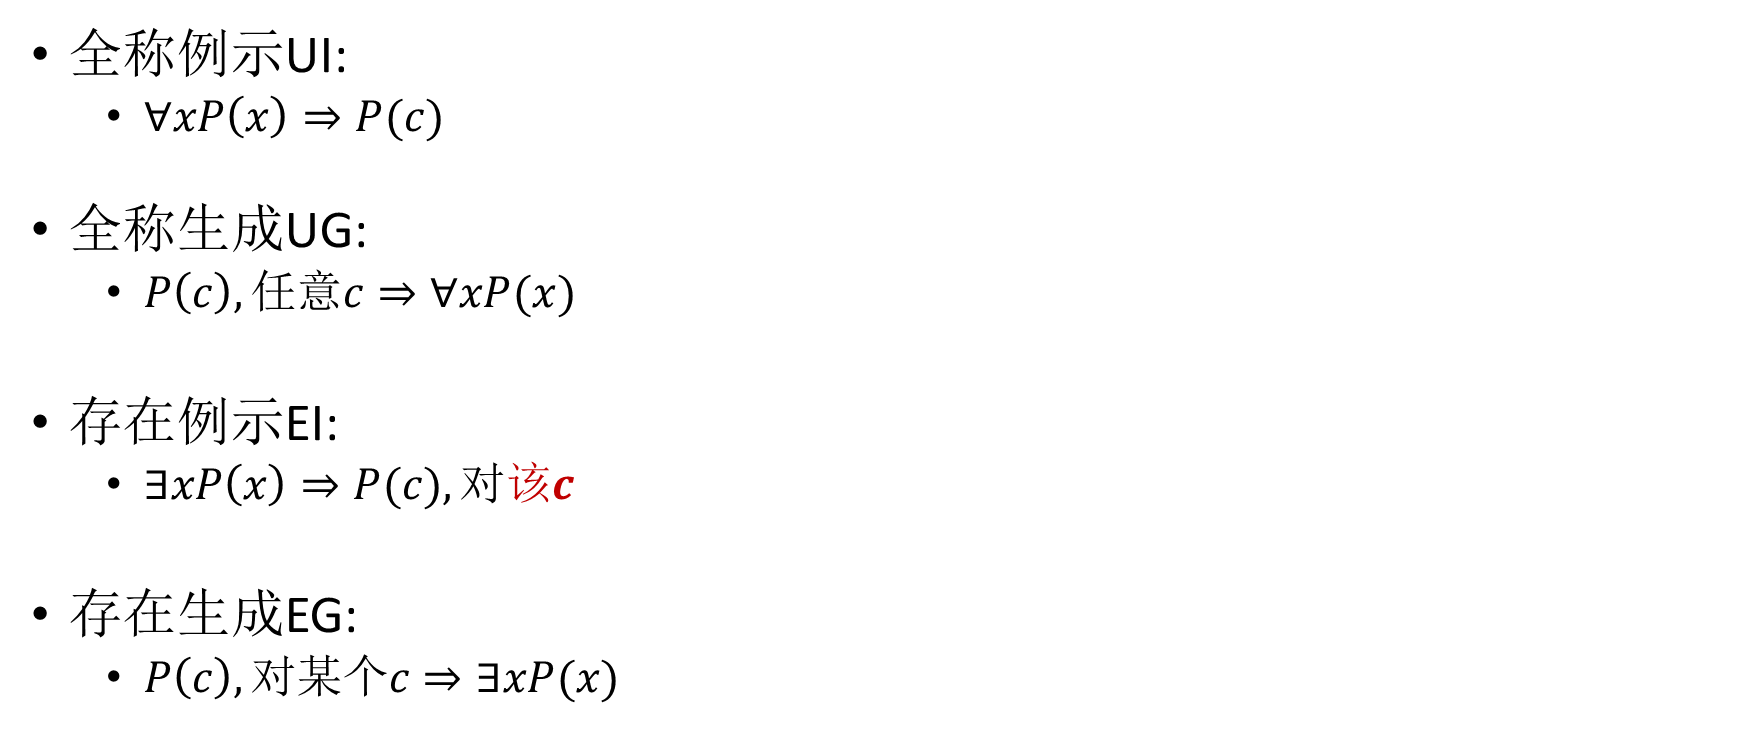 • 全称例示UI:
• ∀xP(x) ⇒ P(c)
• 全称生成UG:
• P(c),任意c ⇒ ∀xP(x)
• 存在例示EI:
• ∃xP(x) ⇒ P(c),对该c
• 存在生成EG:
• P(c),对某个c ⇒ ∃xP(x)